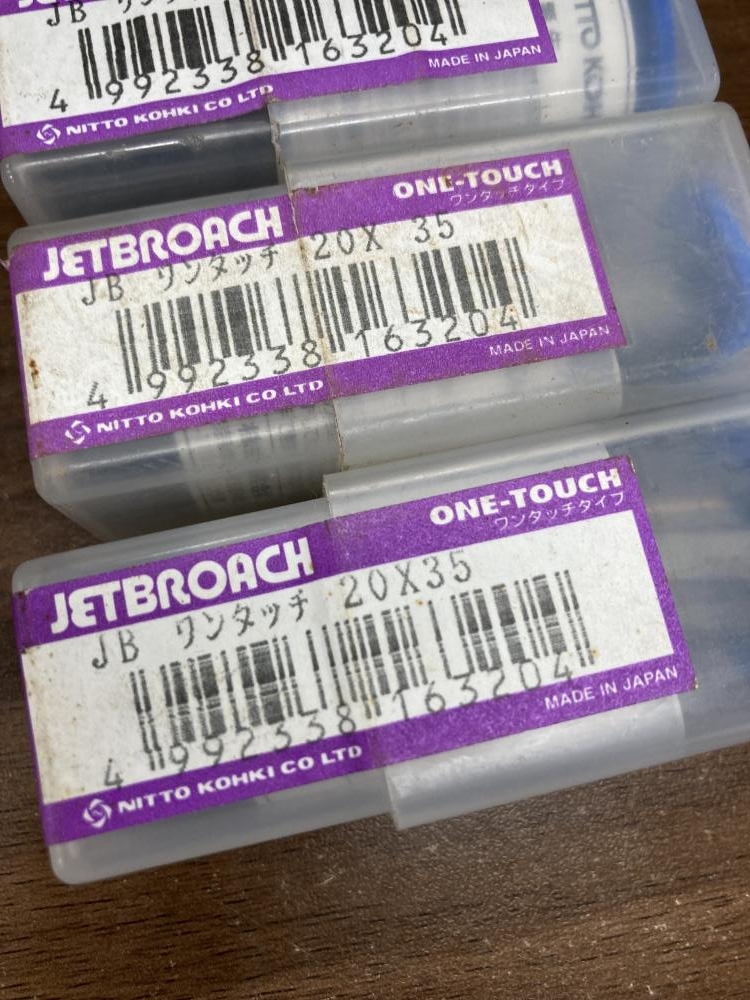 JB ワンタッ
4 992338 163204
MADE IN JAPAN
NITTO KOHKI CO LTD
ONE-TOUCH
ワンタッチタイプ
JETBROACH
JB ワンタッチ 20X 35
4 992338 163204
MADE IN JAPAN
NITTO KOHKI CO LTD
ONE-TOUCH
ワンタッチタイプ
JETBROACH
JB ワンタッチ 20X35
4 992338 163204
MADE IN JAPAN
NITTO KOHKI CO LTD